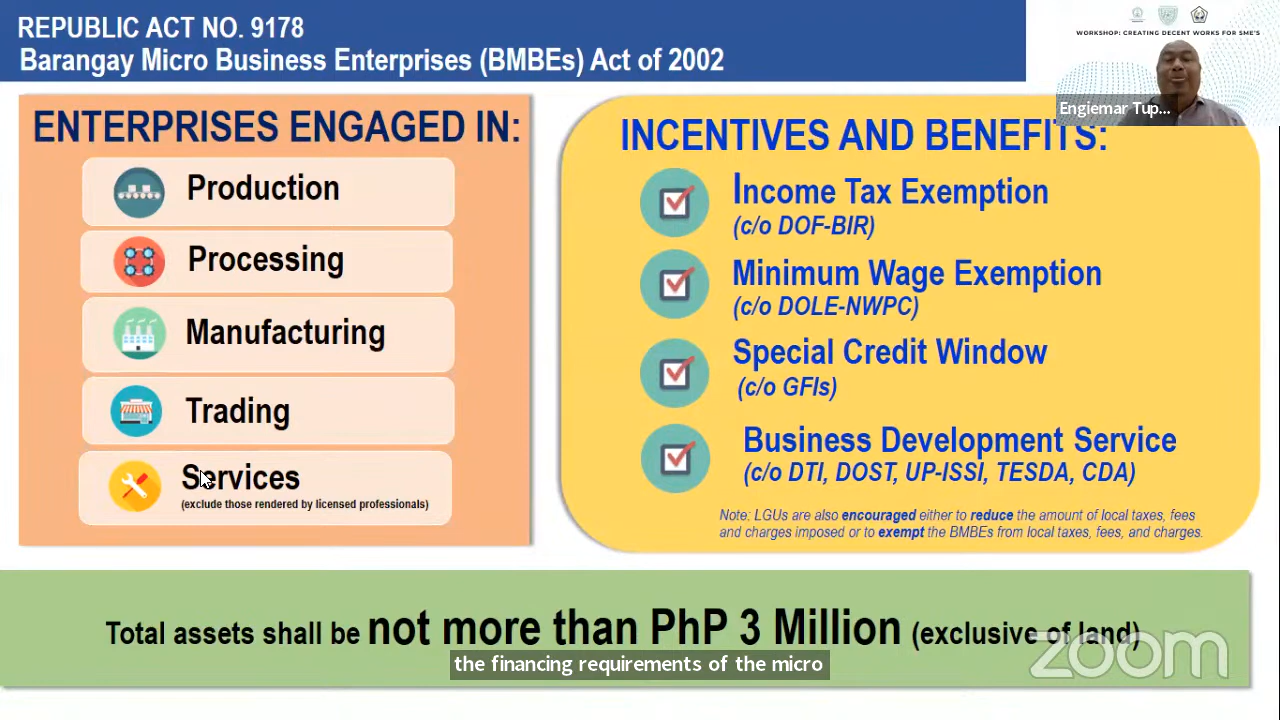 REPUBLIC ACT NO. 9178
Barangay Micro Business Enterprises (BMBEs) Act of 2002
WORKSHOP: CREATING DECENT WORKS FOR SME'S
Engiemar Tup...
ENTERPRISES ENGAGED IN:
Production
Processing
Manufacturing
Trading
Services
(exclude those rendered by licensed professionals)
INCENTIVES AND BENEFITS:
Income Tax Exemption
(c/o DOF-BIR)
Minimum Wage Exemption
(c/o DOLE-NWPC)
Special Credit Window
(c/o GFIs)
Business Development Service
(c/o DTI, DOST, UP-ISSI, TESDA, CDA)
Note: LGUs are also encouraged either to reduce the amount of local taxes, fees
and charges imposed or to exempt the BMBEs from local taxes, fees, and charges.
Total assets shall be not more than PhP 3 Million (exclusive of land)
the financing requirements of the micro
zoom